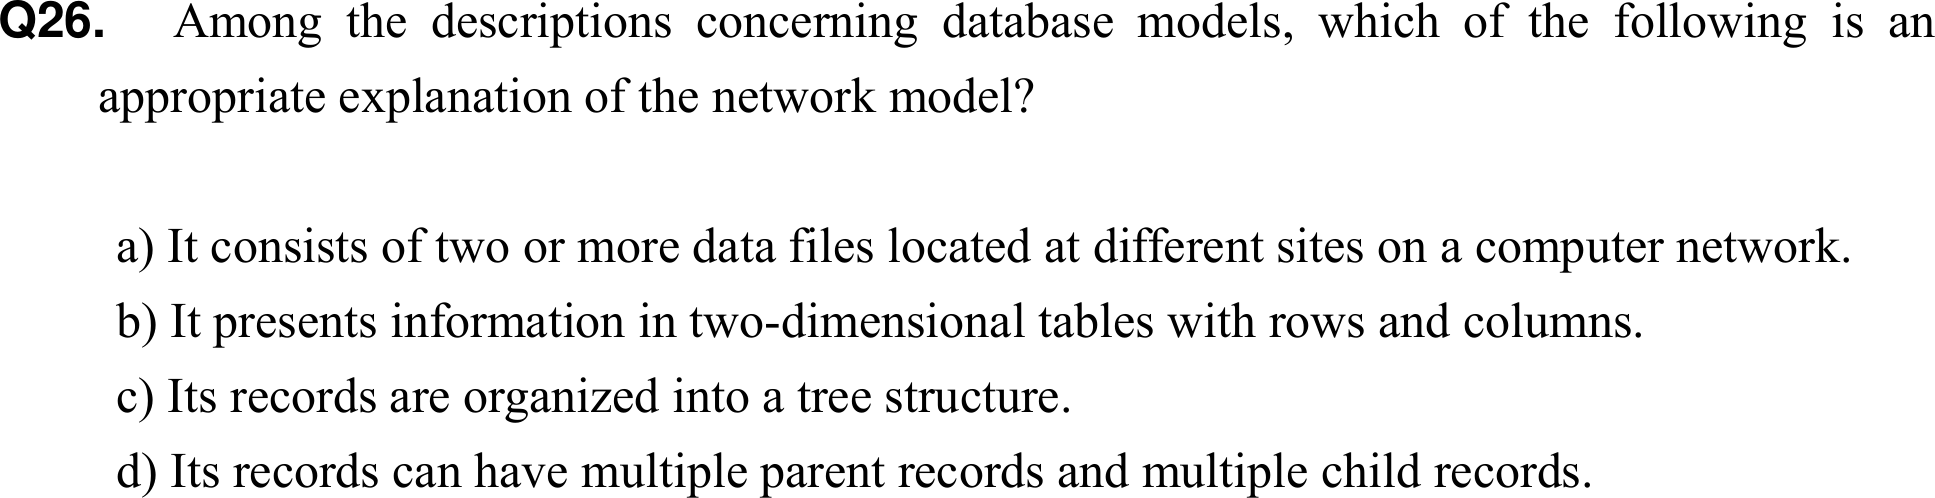 Q26. Among the descriptions concerning database models, which of the following is an
appropriate explanation of the network model?
a) It consists of two or more data files located at different sites on a computer network.
b) It presents information in two-dimensional tables with rows and columns.
c) Its records are organized into a tree structure.
d) Its records can have multiple parent records and multiple child records.